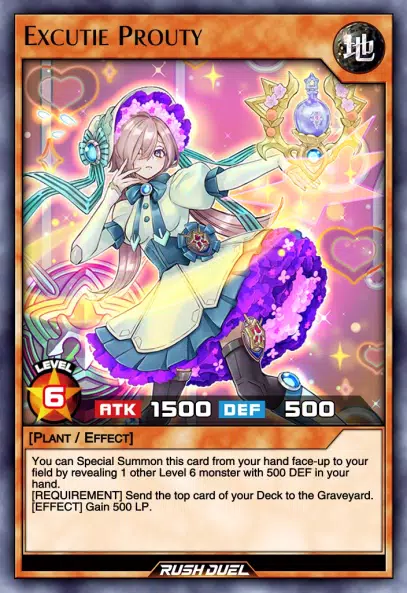 Excutie Prouty
地
LEVEL
6
ATK 1500 DEF 500
[Plant / Effect]
You can Special Summon this card from your hand face-up to your
field by revealing 1 other Level 6 monster with 500 DEF in your
hand.
[REQUIREMENT] Send the top card of your Deck to the Graveyard.
[EFFECT] Gain 500 LP.
RUSH DUEL